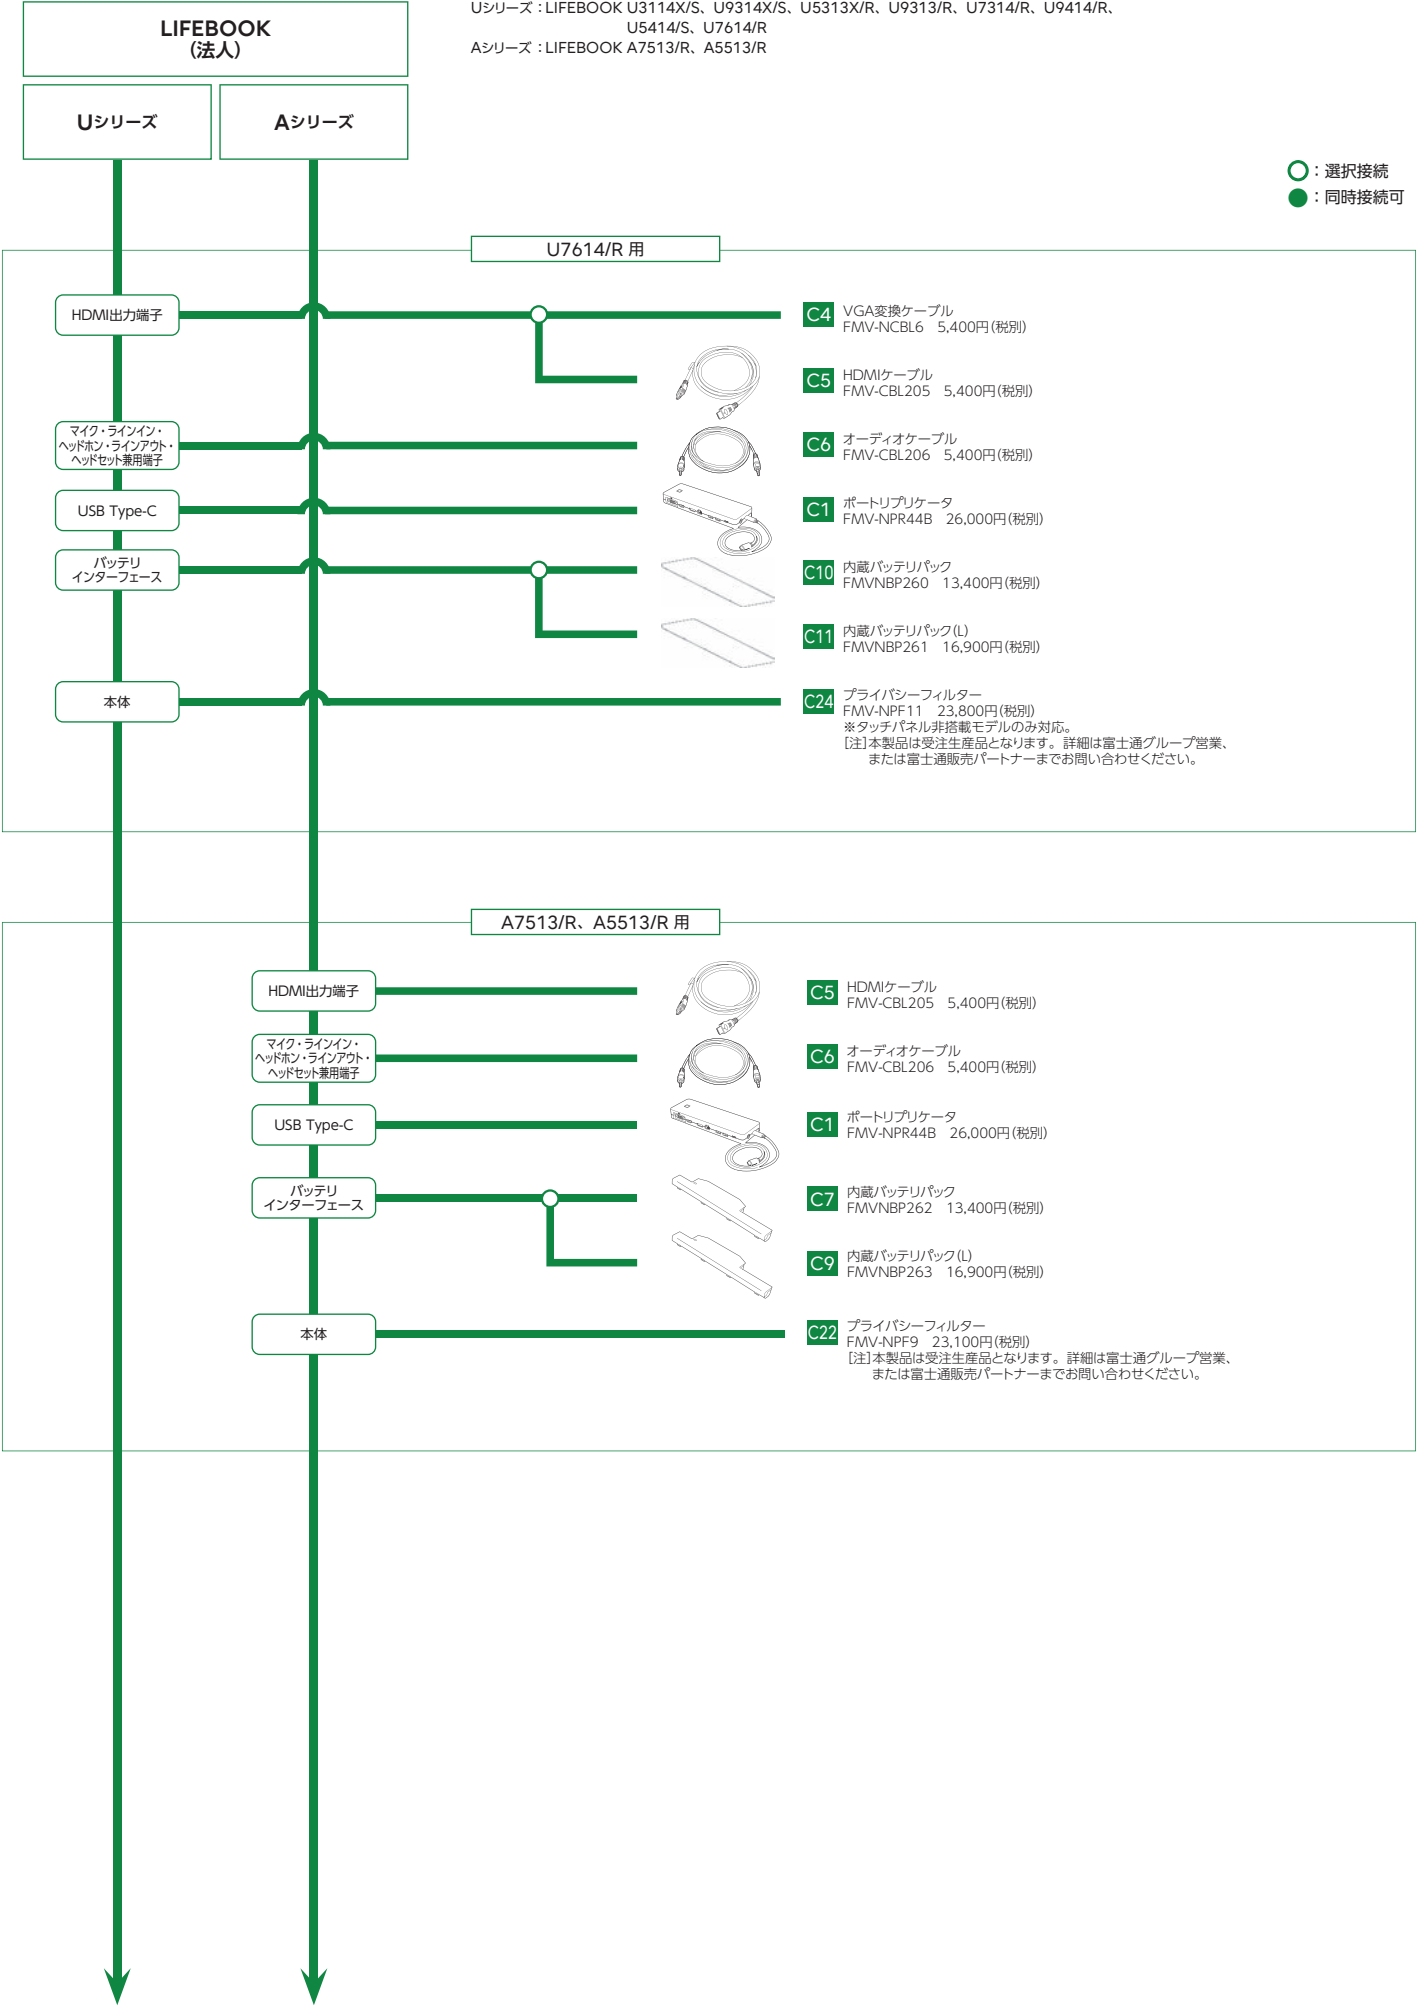 LIFEBOOK
(法人)
Uシリーズ：LIFEBOOK U3114X/S、U9314X/S、U5313X/R、U9313/R、U7314/R、U9414/R、
U5414/S、U7614/R
Aシリーズ：LIFEBOOK A7513/R、A5513/R
Uシリーズ
Aシリーズ
：選択接続
：同時接続可
U7614/R 用
HDMI出力端子
C4 VGA変換ケーブル
FMV-NCBL6 5,400円(税別)
C5 HDMIケーブル
FMV-CBL205 5,400円(税別)
マイク・ラインイン・
ヘッドホン・ラインアウト・
ヘッドセット兼用端子
C6 オーディオケーブル
FMV-CBL206 5,400円(税別)
USB Type-C
C1 ポートリプリケータ
FMV-NPR44B 26,000円(税別)
バッテリ
インターフェース
C10 内蔵バッテリパック
FMVNBP260 13,400円(税別)
C11 内蔵バッテリパック(L)
FMVNBP261 16,900円(税別)
本体
C24 プライバシーフィルター
FMV-NPF11 23,800円(税別)
※タッチパネル非搭載モデルのみ対応。
[注]本製品は受注生産品となります。詳細は富士通グループ営業、
または富士通販売パートナーまでお問い合わせください。
A7513/R、A5513/R 用
HDMI出力端子
C5 HDMIケーブル
FMV-CBL205 5,400円(税別)
マイク・ラインイン・
ヘッドホン・ラインアウト・
ヘッドセット兼用端子
C6 オーディオケーブル
FMV-CBL206 5,400円(税別)
USB Type-C
C1 ポートリプリケータ
FMV-NPR44B 26,000円(税別)
バッテリ
インターフェース
C7 内蔵バッテリパック
FMVNBP262 13,400円(税別)
C9 内蔵バッテリパック(L)
FMVNBP263 16,900円(税別)
本体
C22 プライバシーフィルター
FMV-NPF9 23,100円(税別)
[注]本製品は受注生産品となります。詳細は富士通グループ営業、
または富士通販売パートナーまでお問い合わせください。